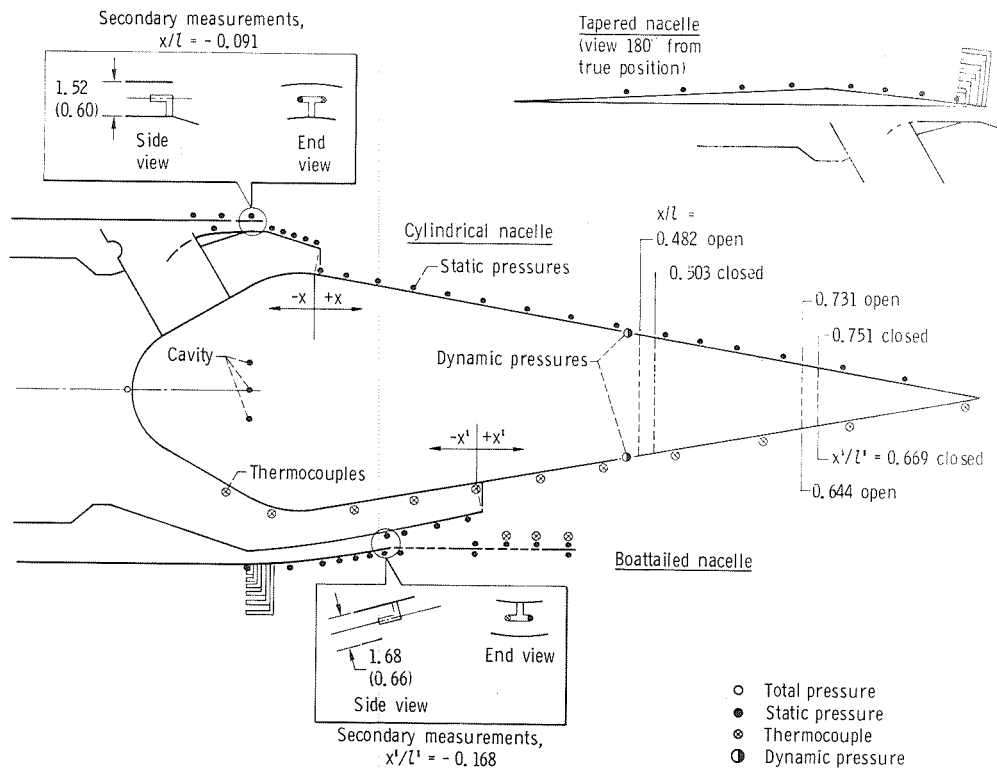 Secondary measurements,
x/l = - 0.091
1.52
(0.60)
Side
view
End
view
Tapered nacelle
(view 180° from
true position)
x/l =
0.482 open
0.503 closed
0.731 open
0.751 closed
Cylindrical nacelle
Static pressures
-x +x
Cavity
Dynamic pressures
-x' +x'
Thermocouples
x'/l' = 0.669 closed
0.644 open
Boattailed nacelle
1.68
(0.66)
Side view
End view
Secondary measurements,
x'/l' = - 0.168
Total pressure
Static pressure
Thermocouple
Dynamic pressure